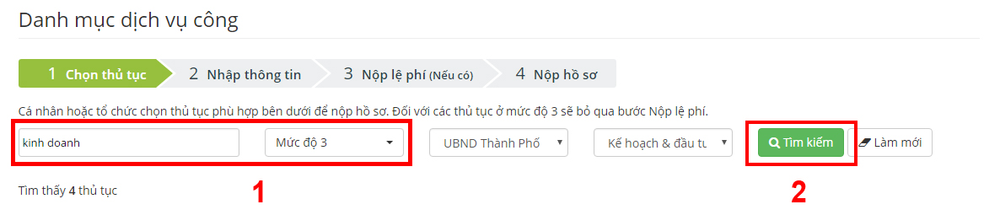 Danh mục dịch vụ công
1 Chọn thủ tục 2 Nhập thông tin 3 Nộp lệ phí (Nếu có) 4 Nộp hồ sơ
Cá nhân hoặc tổ chức chọn thủ tục phù hợp bên dưới để nộp hồ sơ. Đối với các thủ tục ở mức độ 3 sẽ bỏ qua bước Nộp lệ phí.
kinh doanh Mức độ 3 UBND Thành Phố Kế hoạch & đầu tư Tìm kiếm Làm mới
Tìm thấy 4 thủ tục
1 2